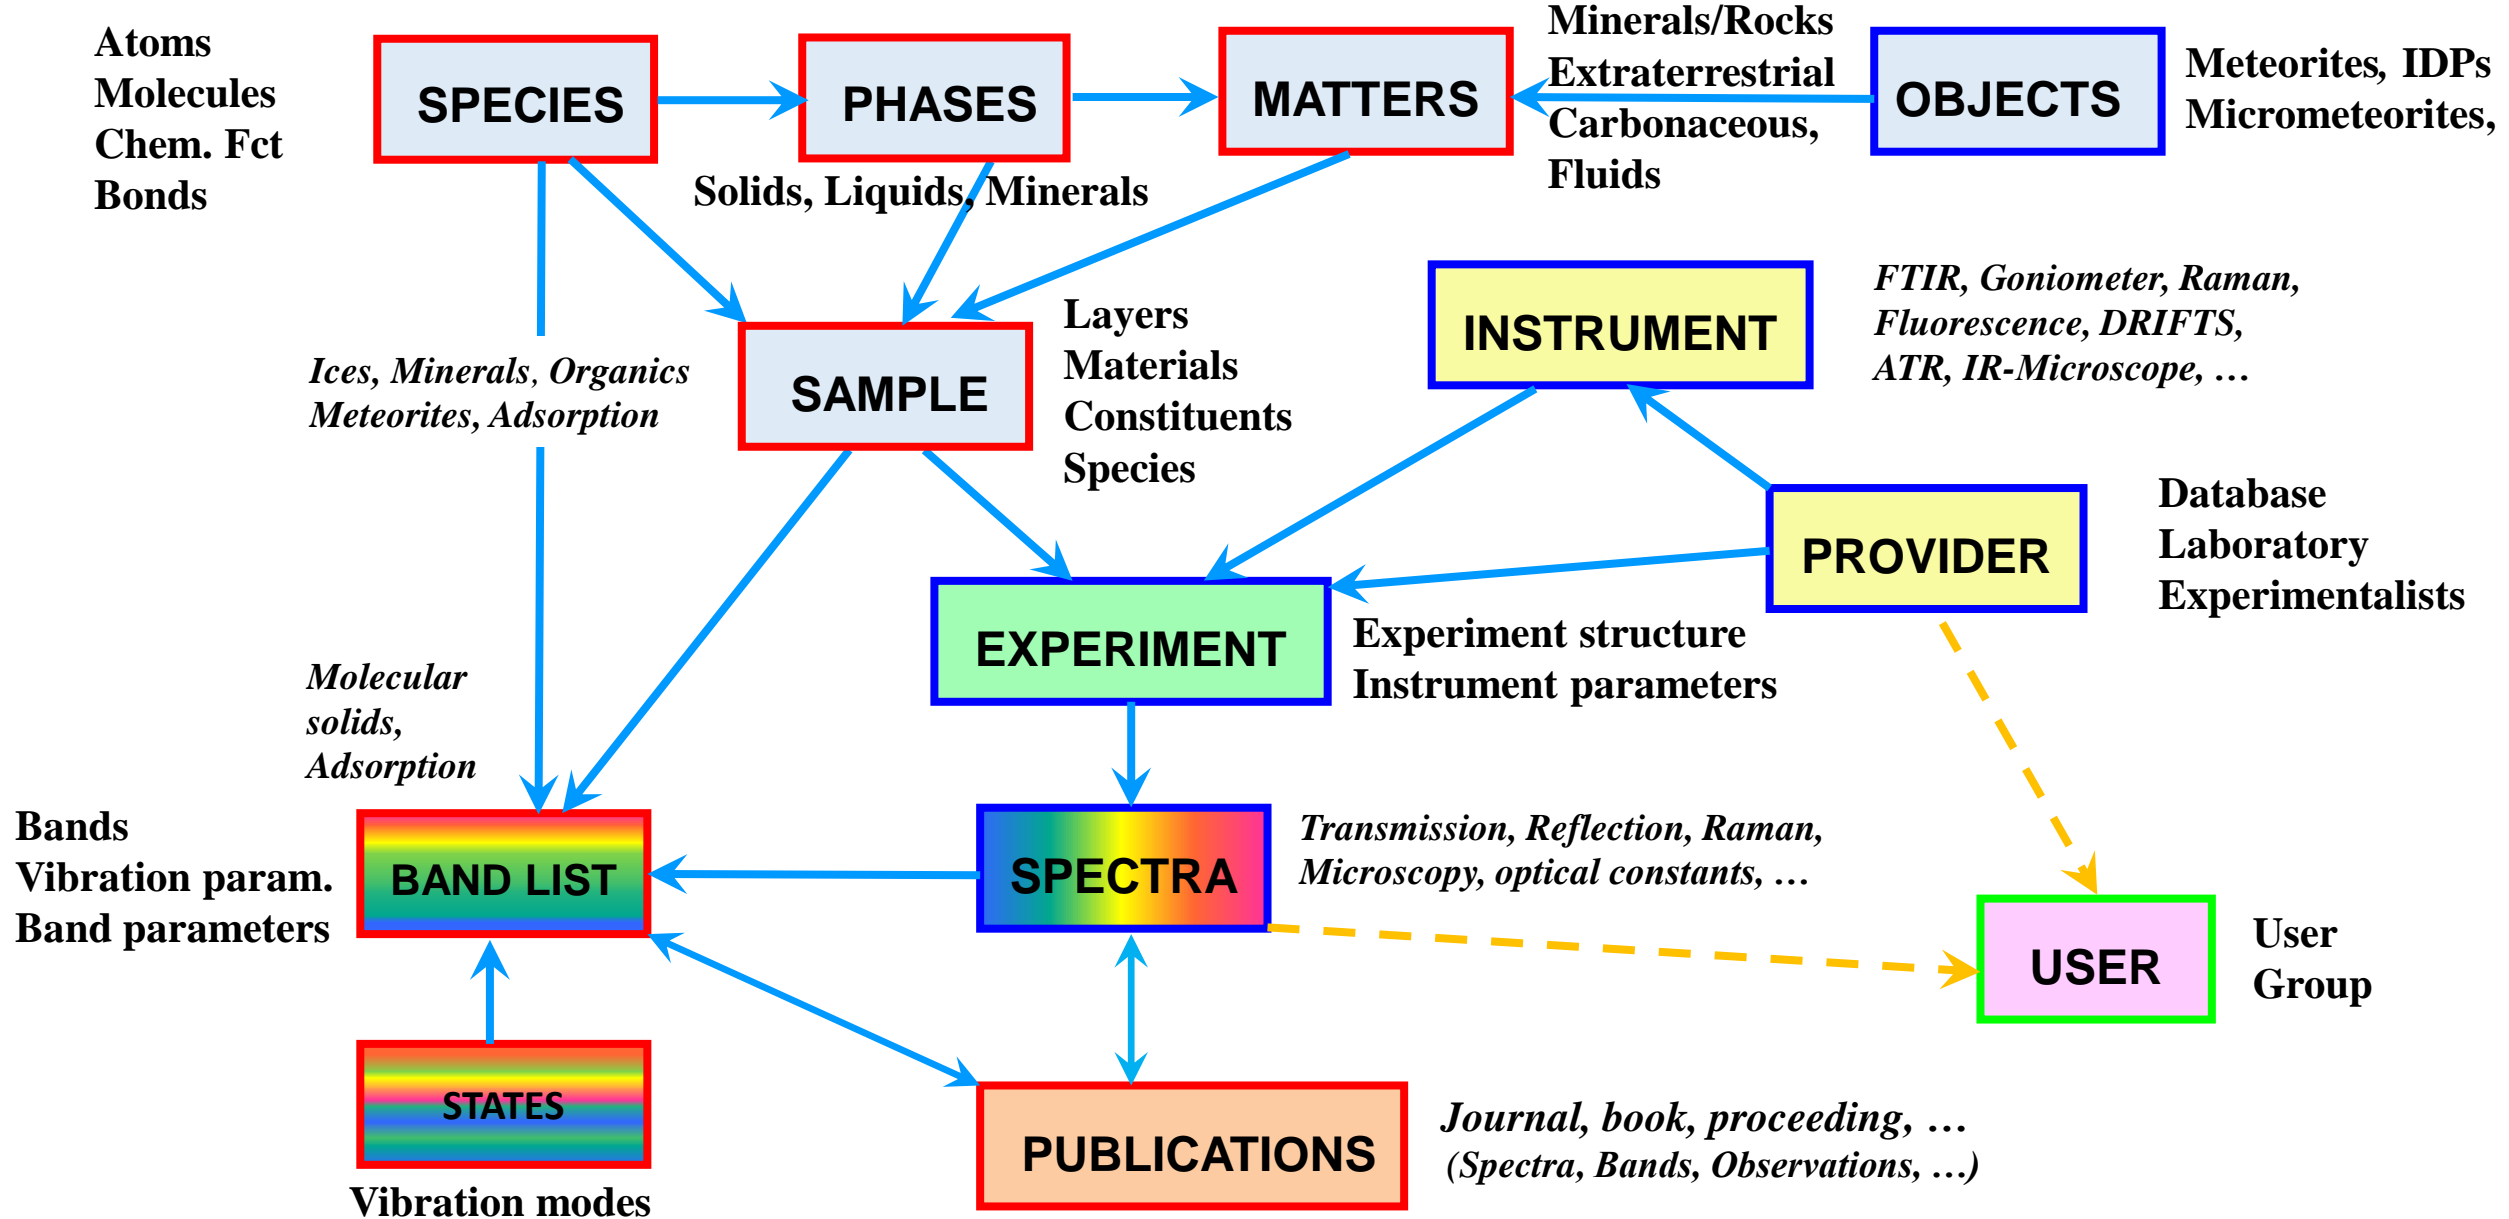 Atoms
Molecules
Chem. Fct
Bonds
SPECIES
PHASES
Solids, Liquids, Minerals
MATTERS
Minerals/Rocks
Extraterrestrial
Carbonaceous,
Fluids
OBJECTS
Meteorites, IDPs
Micrometeorites,
Ices, Minerals, Organics
Meteorites, Adsorption
SAMPLE
Layers
Materials
Constituents
Species
INSTRUMENT
FTIR, Goniometer, Raman,
Fluorescence, DRIFTS,
ATR, IR-Microscope, …
PROVIDER
Database
Laboratory
Experimentalists
EXPERIMENT
Experiment structure
Instrument parameters
Molecular
solids,
Adsorption
Bands
Vibration param.
Band parameters
BAND LIST
SPECTRA
Transmission, Reflection, Raman,
Microscopy, optical constants, …
USER
User
Group
STATES
Vibration modes
PUBLICATIONS
Journal, book, proceeding, …
(Spectra, Bands, Observations, …)